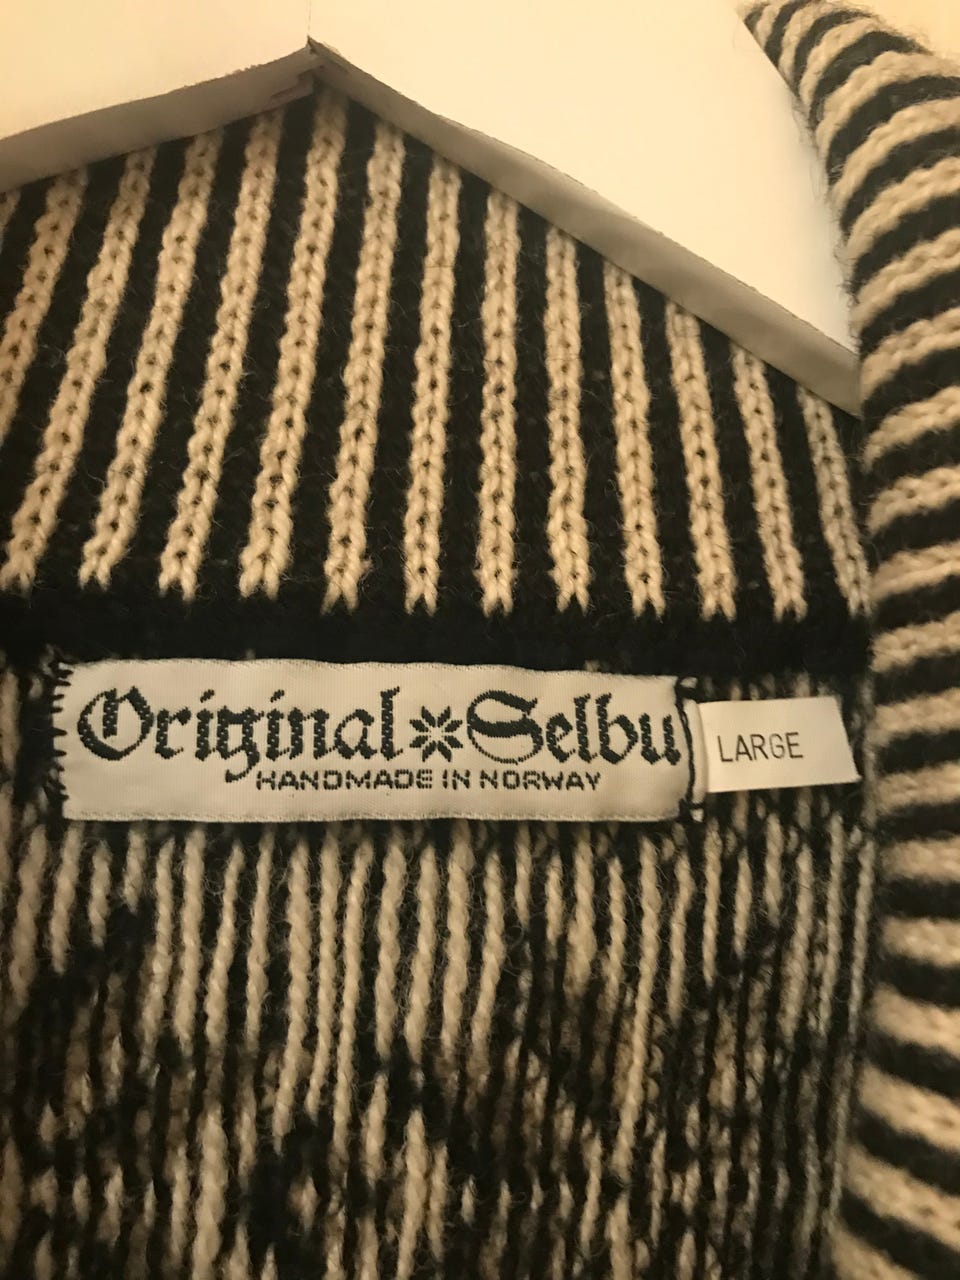 Original Selbu
HANDMADE IN NORWAY
LARGE